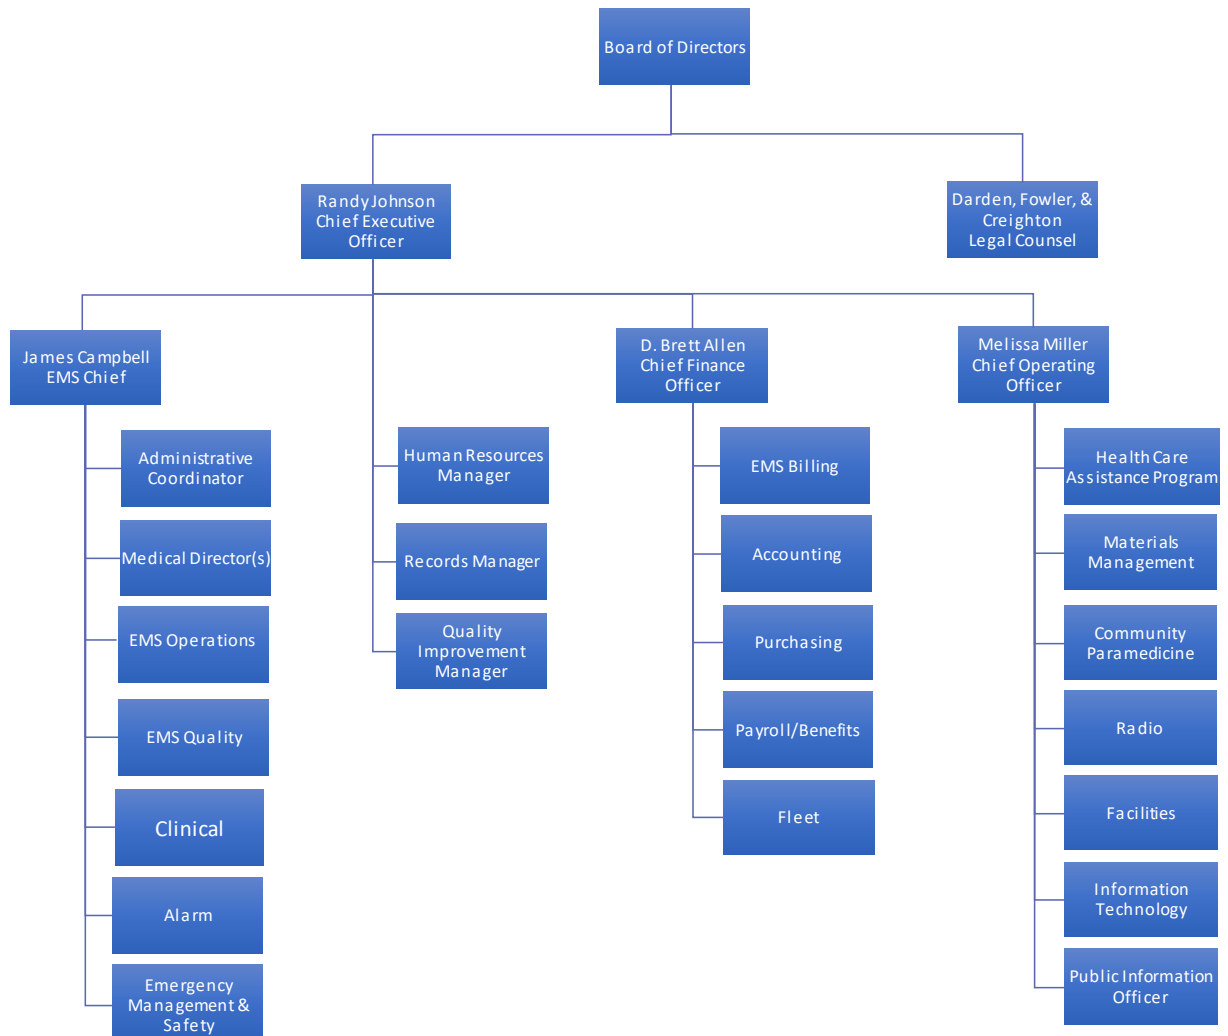 Board of Directors
Randy Johnson
Chief Executive
Officer
Darden, Fowler, &
Creighton
Legal Counsel
James Campbell
EMS Chief
D. Brett Allen
Chief Finance
Officer
Melissa Miller
Chief Operating
Officer
Administrative
Coordinator
Medical Director(s)
EMS Operations
EMS Quality
Clinical
Alarm
Emergency
Management &
Safety
Human Resources
Manager
Records Manager
Quality
Improvement
Manager
EMS Billing
Accounting
Purchasing
Payroll/Benefits
Fleet
Health Care
Assistance Program
Materials
Management
Community
Paramedicine
Radio
Facilities
Information
Technology
Public Information
Officer